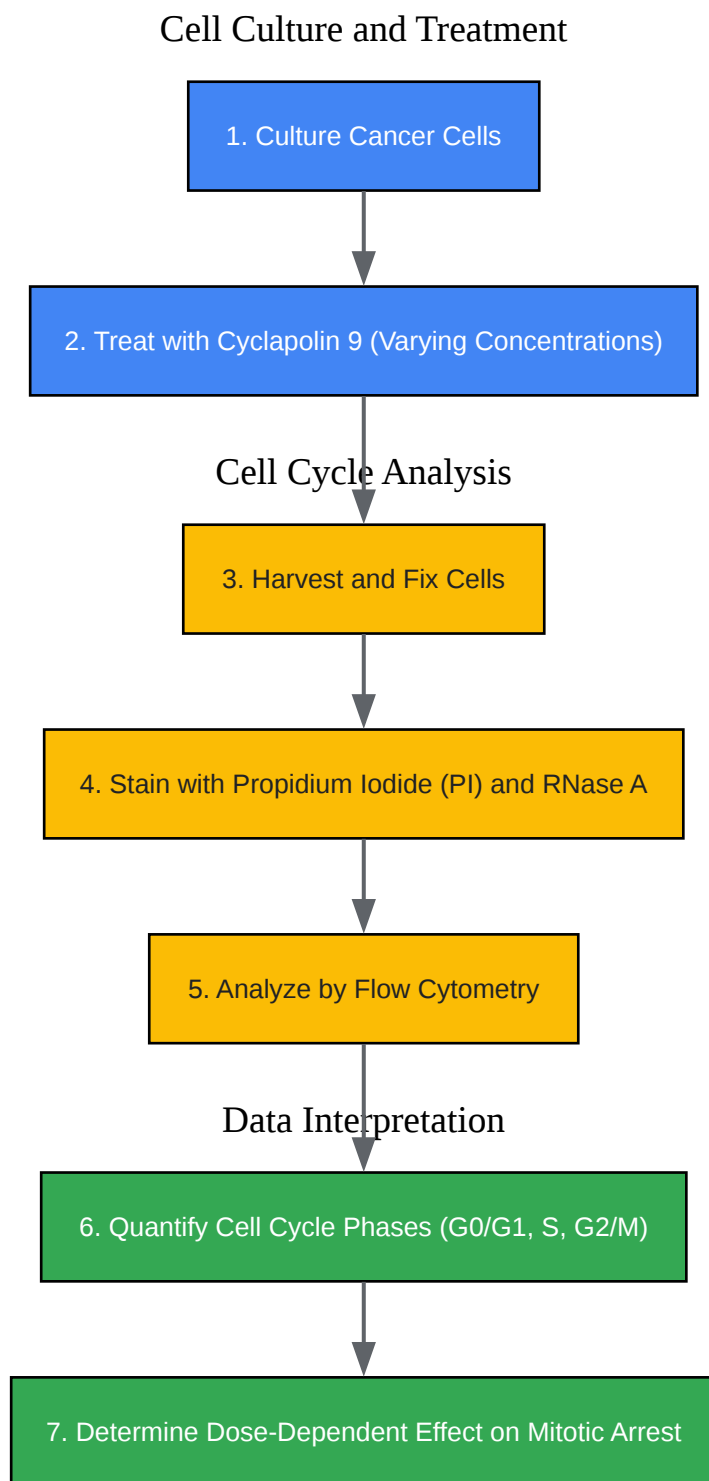 Cell Culture and Treatment
1. Culture Cancer Cells
2. Treat with Cyclapolin 9 (Varying Concentrations)
Cell Cycle Analysis
3. Harvest and Fix Cells
4. Stain with Propidium Iodide (PI) and RNase A
5. Analyze by Flow Cytometry
Data Interpretation
6. Quantify Cell Cycle Phases (G0/G1, S, G2/M)
7. Determine Dose-Dependent Effect on Mitotic Arrest